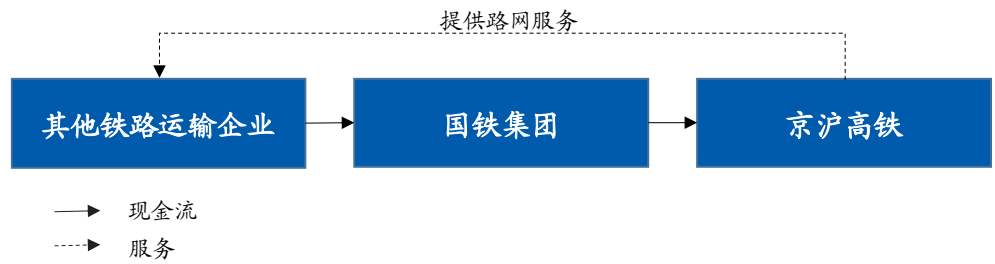 提供路网服务
其他铁路运输企业
国铁集团
京沪高铁
现金流
服务